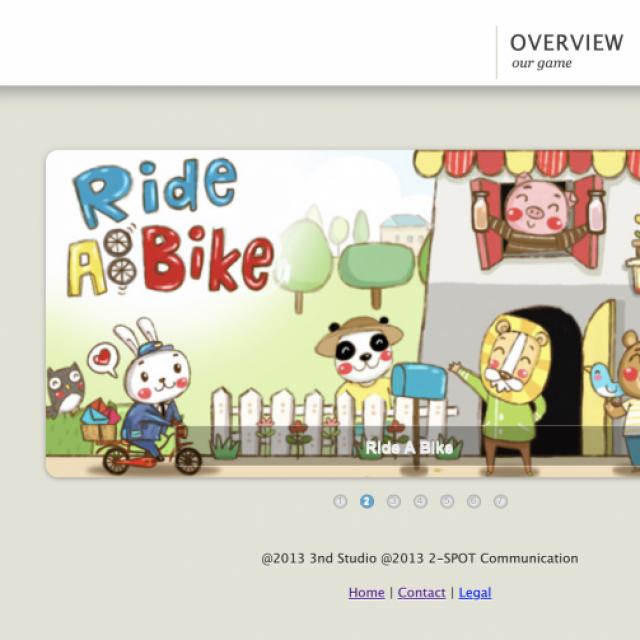 OVERVIEW
our game
Ride
A Bike
Ride A Bike
1 2 3 4 5 6 7
@2013 3nd Studio @2013 2-SPOT Communication
Home | Contact | Legal